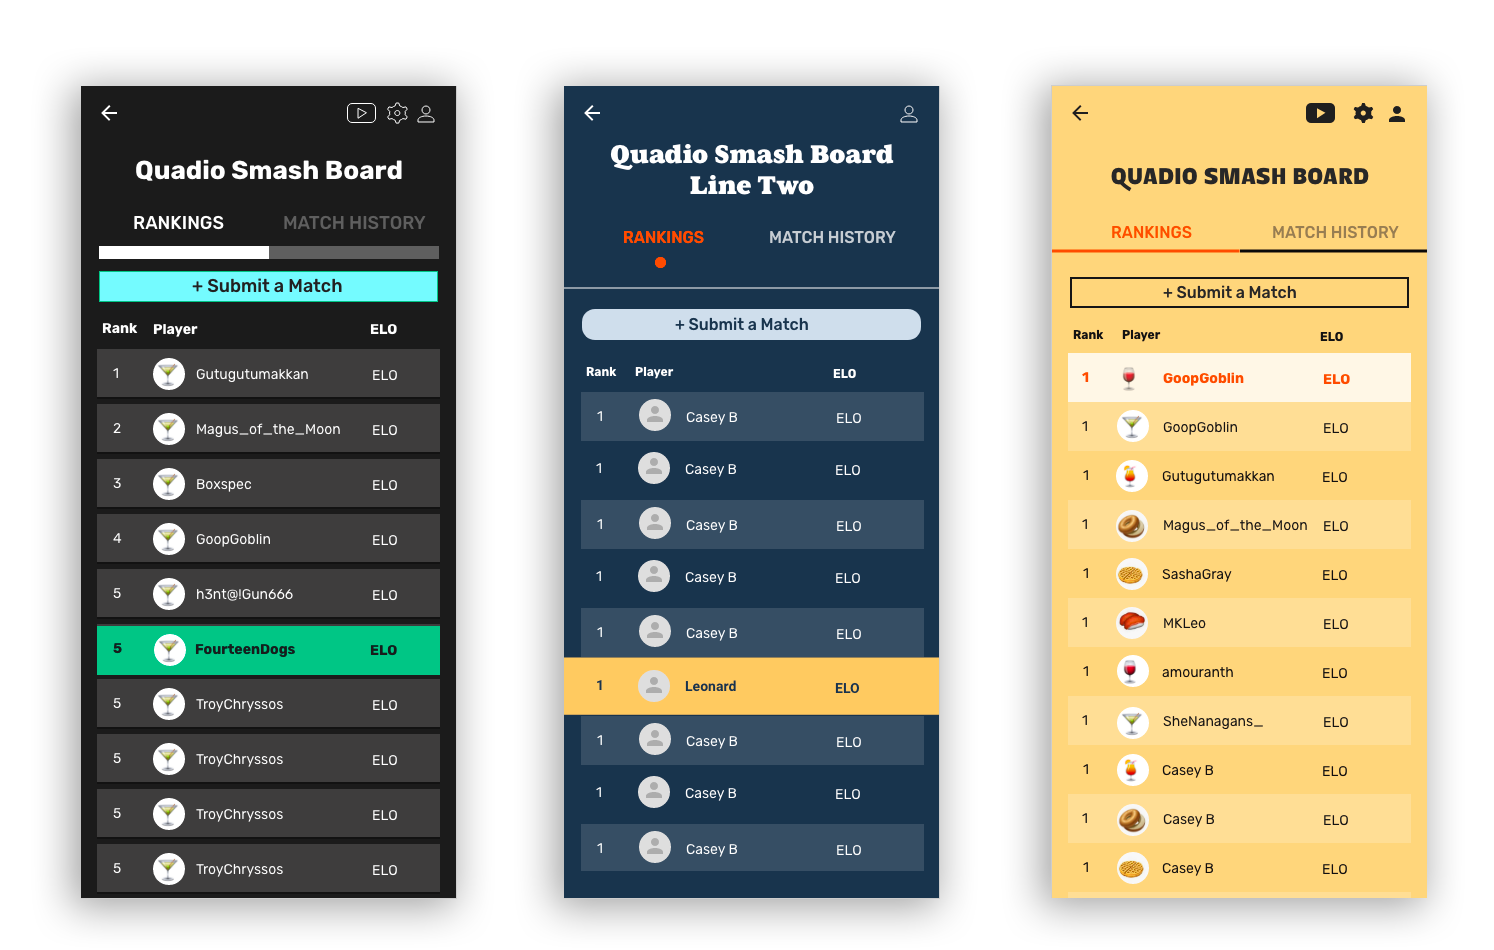 Quadio Smash Board
RANKINGS MATCH HISTORY
+ Submit a Match
Rank Player ELO
1 Gutugutumakkan ELO
2 Magus_of_the_Moon ELO
3 Boxspec ELO
4 GoopGoblin ELO
5 h3nt@!Gun666 ELO
5 FourteenDogs ELO
5 TroyChryssos ELO
5 TroyChryssos ELO
5 TroyChryssos ELO
5 TroyChryssos ELO
Quadio Smash Board
Line Two
RANKINGS MATCH HISTORY
+ Submit a Match
Rank Player ELO
1 Casey B ELO
1 Casey B ELO
1 Casey B ELO
1 Casey B ELO
1 Casey B ELO
1 Leonard ELO
1 Casey B ELO
1 Casey B ELO
1 Casey B ELO
QUADIO SMASH BOARD
RANKINGS MATCH HISTORY
+ Submit a Match
Rank Player ELO
1 GoopGoblin ELO
1 GoopGoblin ELO
1 Gutugutumakkan ELO
1 Magus_of_the_Moon ELO
1 SashaGray ELO
1 MKLeo ELO
1 amouranth ELO
1 SheNanagans_ ELO
1 Casey B ELO
1 Casey B ELO
1 Casey B ELO